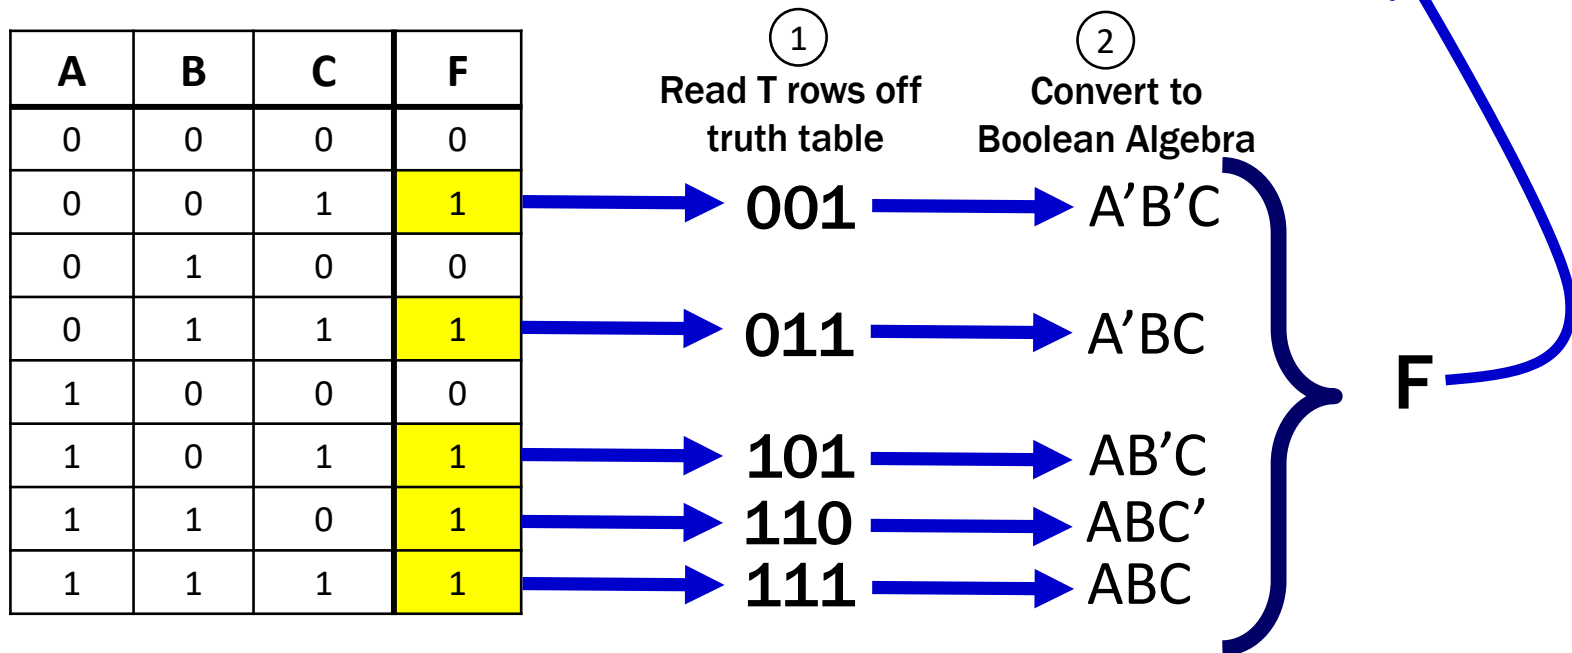 1 2
Read T rows off Convert to
truth table Boolean Algebra
A B C F
0 0 0 0
0 0 1 1 001 A’B’C
0 1 0 0
0 1 1 1 011 A’BC
1 0 0 0
F
1 0 1 1 101 AB’C
1 1 0 1 110 ABC’
1 1 1 1 111 ABC